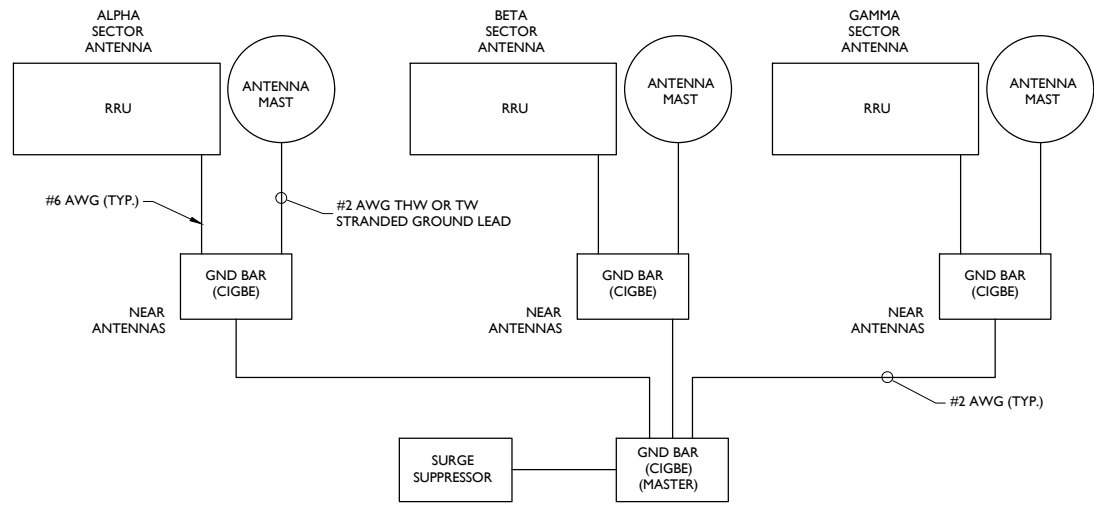 ALPHA
SECTOR
ANTENNA
BETA
SECTOR
ANTENNA
GAMMA
SECTOR
ANTENNA
RRU
ANTENNA
MAST
RRU
ANTENNA
MAST
RRU
ANTENNA
MAST
#6 AWG (TYP.)
#2 AWG THW OR TW
STRANDED GROUND LEAD
GND BAR
(CIGBE)
GND BAR
(CIGBE)
GND BAR
(CIGBE)
NEAR
ANTENNAS
NEAR
ANTENNAS
NEAR
ANTENNAS
#2 AWG (TYP.)
SURGE
SUPPRESSOR
GND BAR
(CIGBE)
(MASTER)